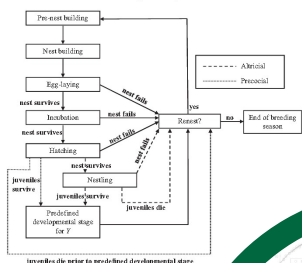 Pre-nest building
Nest building
Altricial
Precocial
Egg-laying
nest fails
nest survives
yes
Incubation
nest fails
Renest?
no
End of breeding
season
nest survives
nest fails
Hatching
nest survives
nest fails
juveniles
survive
Nestling
juveniles survive
juveniles die
Predefined
developmental stage
for Y
juveniles die prior to predefined developmental stage